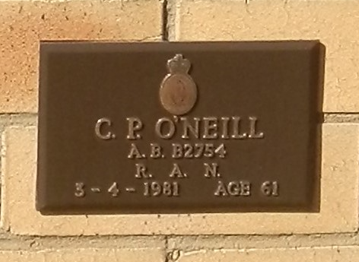 C. P. O'NEILL
A. B. B2754
R. A. N.
3 - 4 - 1981 AGE 61